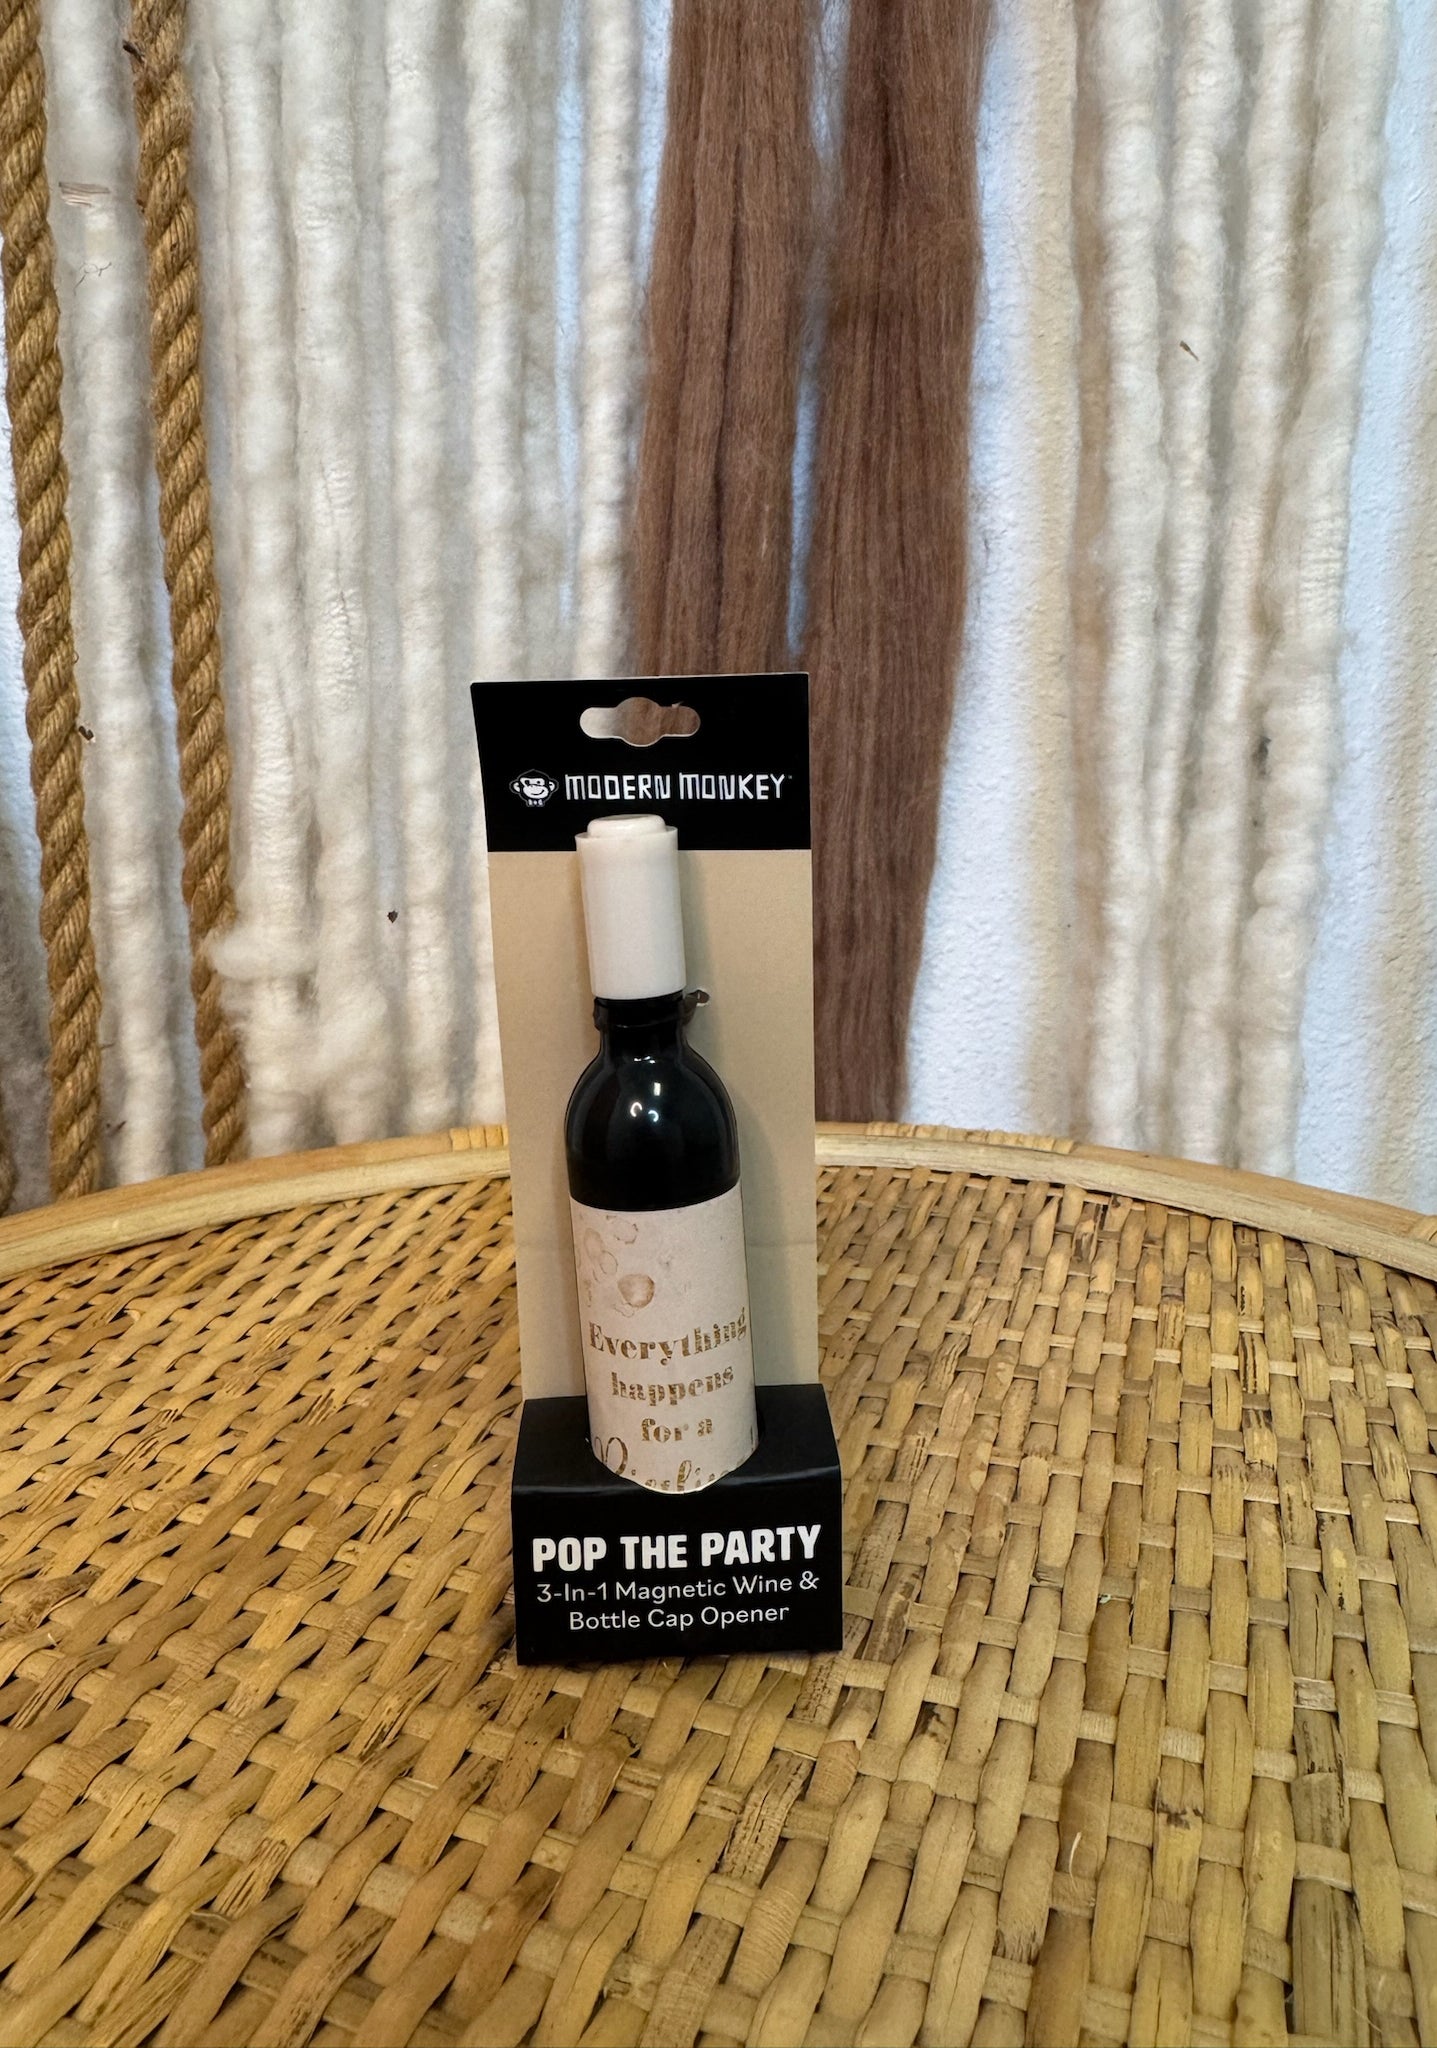 MODERN MONKEY
Everything
happens
for a
POP THE PARTY
3-In-1 Magnetic Wine &
Bottle Cap Opener